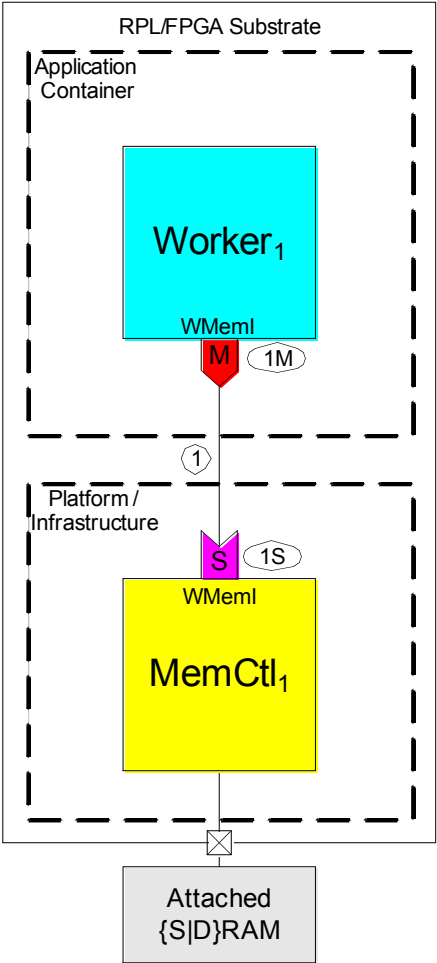 RPL/FPGA Substrate
Application
Container
Worker₁
WMemI
M
1M
1
Platform /
Infrastructure
S
1S
WMemI
MemCtl₁
Attached
{S|D}RAM